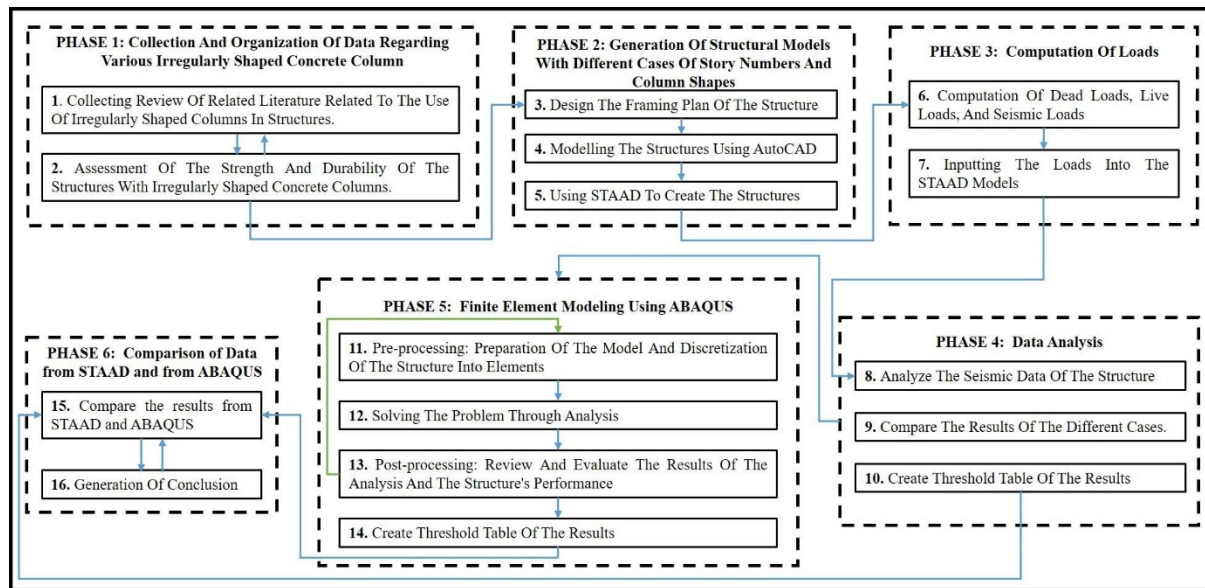 PHASE 1: Collection And Organization Of Data Regarding
Various Irregularly Shaped Concrete Column
1. Collecting Review Of Related Literature Related To The Use
Of Irregularly Shaped Columns In Structures.
2. Assessment Of The Strength And Durability Of The
Structures With Irregularly Shaped Concrete Columns.
PHASE 2: Generation Of Structural Models
With Different Cases Of Story Numbers And
Column Shapes
3. Design The Framing Plan Of The Structure
4. Modelling The Structures Using AutoCAD
5. Using STAAD To Create The Structures
PHASE 3: Computation Of Loads
6. Computation Of Dead Loads, Live
Loads, And Seismic Loads
7. Inputting The Loads Into The
STAAD Models
PHASE 4: Data Analysis
8. Analyze The Seismic Data Of The Structure
9. Compare The Results Of The Different Cases.
10. Create Threshold Table Of The Results
PHASE 5: Finite Element Modeling Using ABAQUS
11. Pre-processing: Preparation Of The Model And Discretization
Of The Structure Into Elements
12. Solving The Problem Through Analysis
13. Post-processing: Review And Evaluate The Results Of The
Analysis And The Structure's Performance
14. Create Threshold Table Of The Results
PHASE 6: Comparison of Data
from STAAD and from ABAQUS
15. Compare the results from
STAAD and ABAQUS
16. Generation Of Conclusion